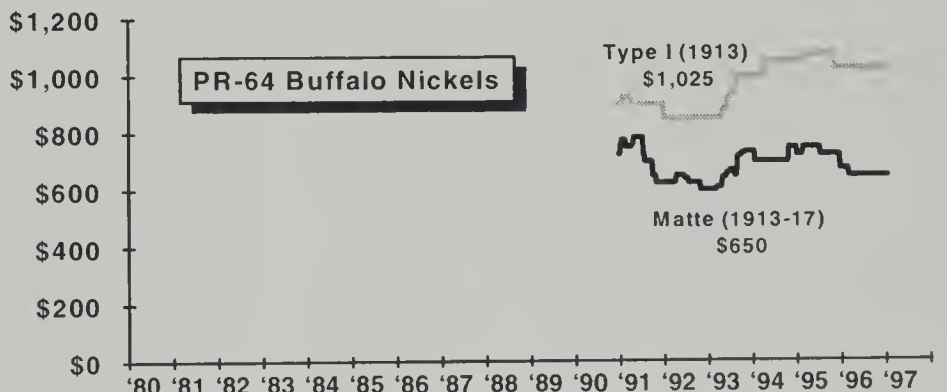 $1,200
$1,000
$800
$600
$400
$200
$0
PR-64 Buffalo Nickels
Type I (1913)
$1,025
Matte (1913-17)
$650
‘80 ‘81 ‘82 ‘83 ‘84 ‘85 ‘86 ‘87 ‘88 ‘89 ‘90 ‘91 ‘92 ‘93 ‘94 ‘95 ‘96 ‘97